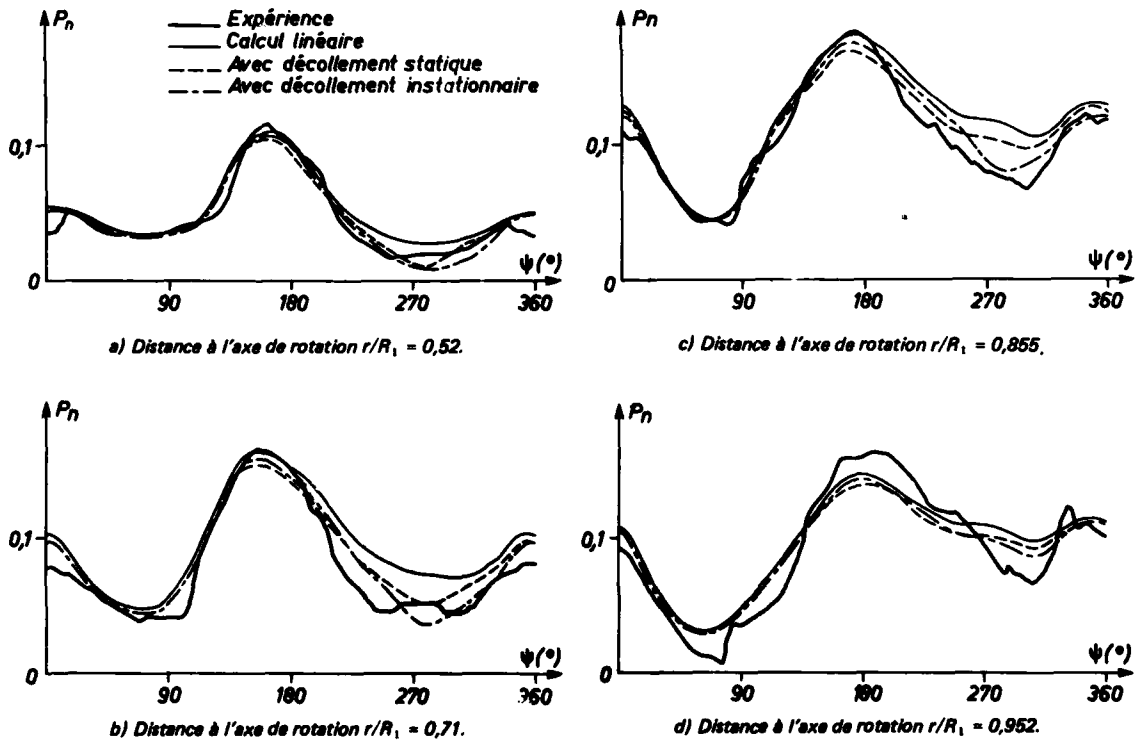 Pn
Expérience
Calcul linéaire
Avec décollement statique
Avec décollement instationnaire
0,1
0
90
180
270
360
ψ(°)
a) Distance à l'axe de rotation r/R₁ = 0,52.
Pn
0,1
0
90
180
270
360
ψ(°)
c) Distance à l'axe de rotation r/R₁ = 0,855.
Pn
0,1
0
90
180
270
360
ψ(°)
b) Distance à l'axe de rotation r/R₁ = 0,71.
Pn
0,1
0
90
180
270
360
ψ(°)
d) Distance à l'axe de rotation r/R₁ = 0,952.